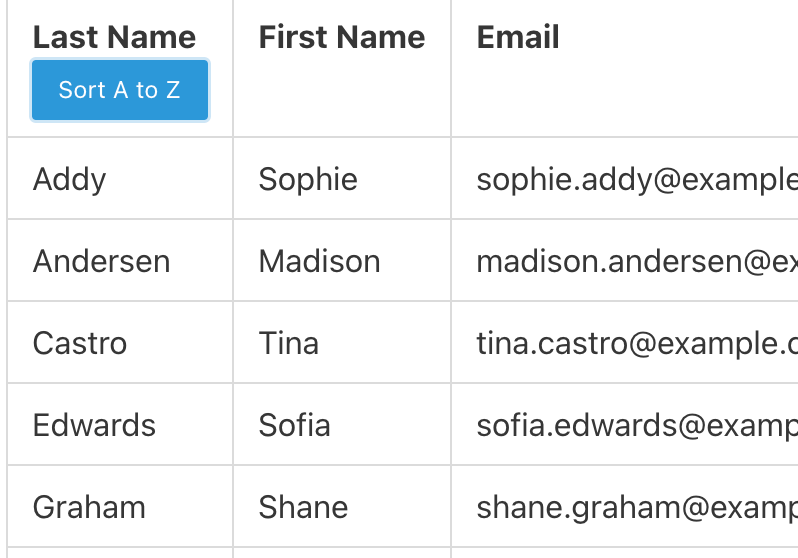 Last Name First Name Email
Sort A to Z
Addy Sophie sophie.addy@example
Andersen Madison madison.andersen@ex
Castro Tina tina.castro@example.c
Edwards Sofia sofia.edwards@examp
Graham Shane shane.graham@examp